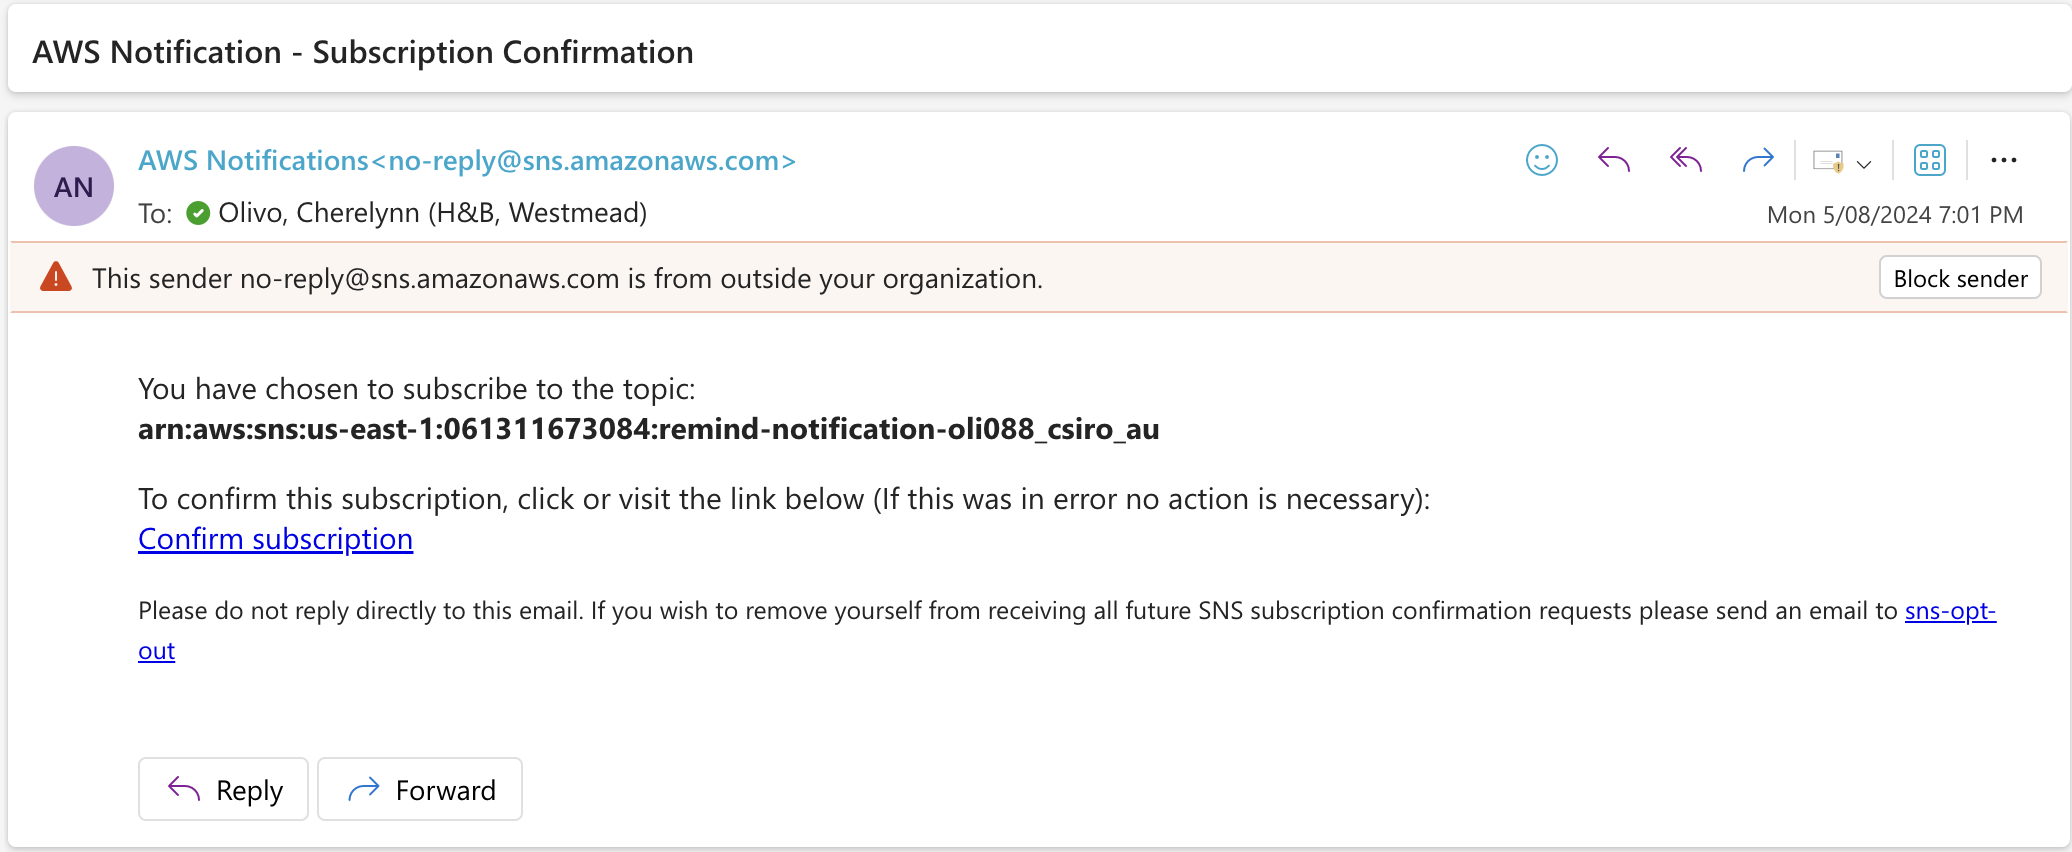 AWS Notification - Subscription Confirmation
AN
AWS Notifications<no-reply@sns.amazonaws.com>
To: Olivo, Cherelynn (H&B, Westmead)
Mon 5/08/2024 7:01 PM
This sender no-reply@sns.amazonaws.com is from outside your organization.
Block sender
You have chosen to subscribe to the topic:
arn:aws:sns:us-east-1:061311673084:remind-notification-oli088_csiro_au
To confirm this subscription, click or visit the link below (If this was in error no action is necessary):
Confirm subscription
Please do not reply directly to this email. If you wish to remove yourself from receiving all future SNS subscription confirmation requests please send an email to sns-opt-
out
Reply
Forward